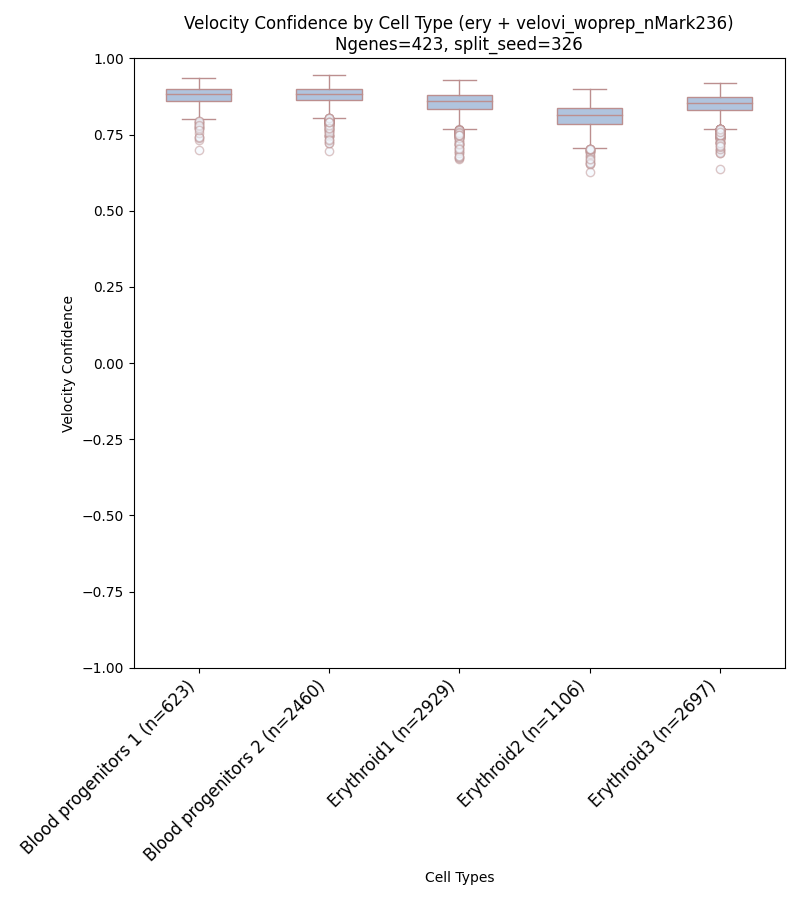 Velocity Confidence by Cell Type (ery + velovi_woprep_nMark236)
Ngenes=423, split_seed=326
1.00
0.75
0.50
0.25
0.00
−0.25
−0.50
−0.75
−1.00
Velocity Confidence
Blood progenitors 1 (n=623)
Blood progenitors 2 (n=2460)
Erythroid1 (n=2929)
Erythroid2 (n=1106)
Erythroid3 (n=2697)
Cell Types